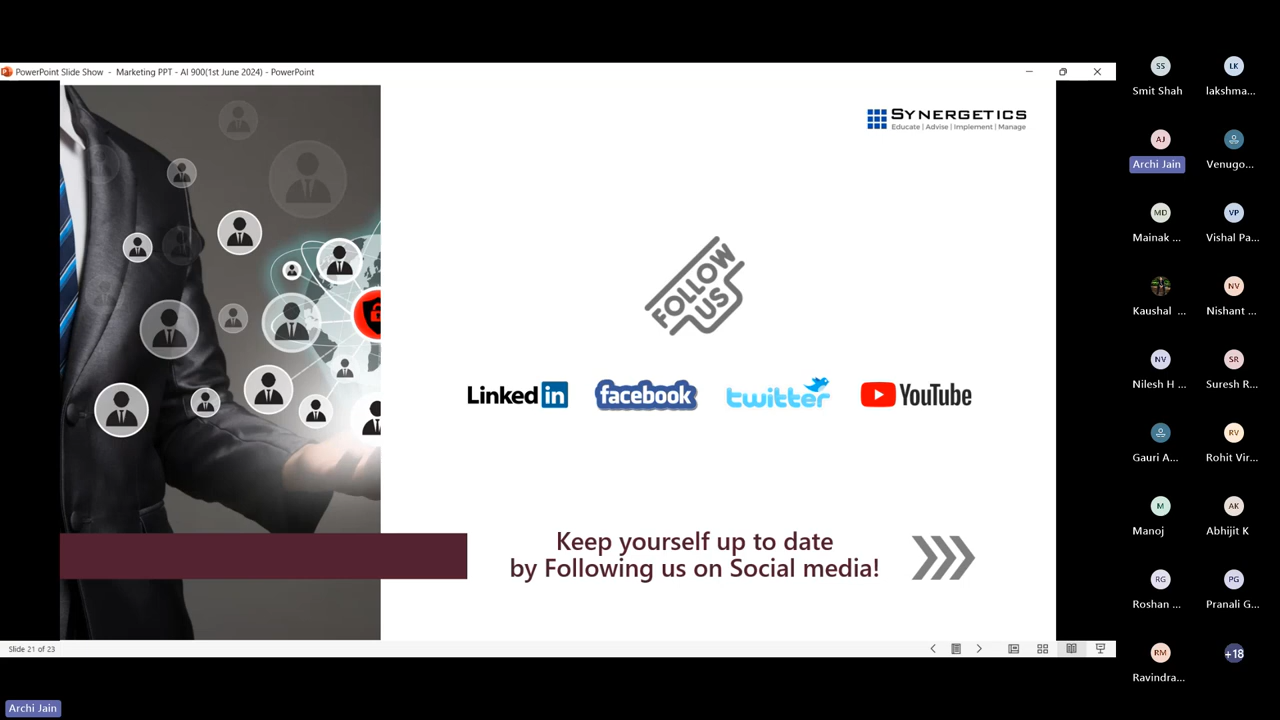 PowerPoint Slide Show - Marketing PPT - AI 900(1st June 2024) - PowerPoint
SYNERGETICS
Educate | Advise | Implement | Manage
FOLLOW
US
Linked in
facebook
twitter
YouTube
Keep yourself up to date
by Following us on Social media!
Slide 21 of 23
Archi Jain
SS
LK
Smit Shah
lakshma...
AJ
Archi Jain
Venugo...
MD
VP
Mainak ...
Vishal Pa...
NV
Kaushal ...
Nishant ...
NV
SR
Nilesh H ...
Suresh R...
RV
Gauri A...
Rohit Vir...
M
AK
Manoj
Abhijit K
RG
PG
Roshan ...
Pranali G...
RM
+18
Ravindra...